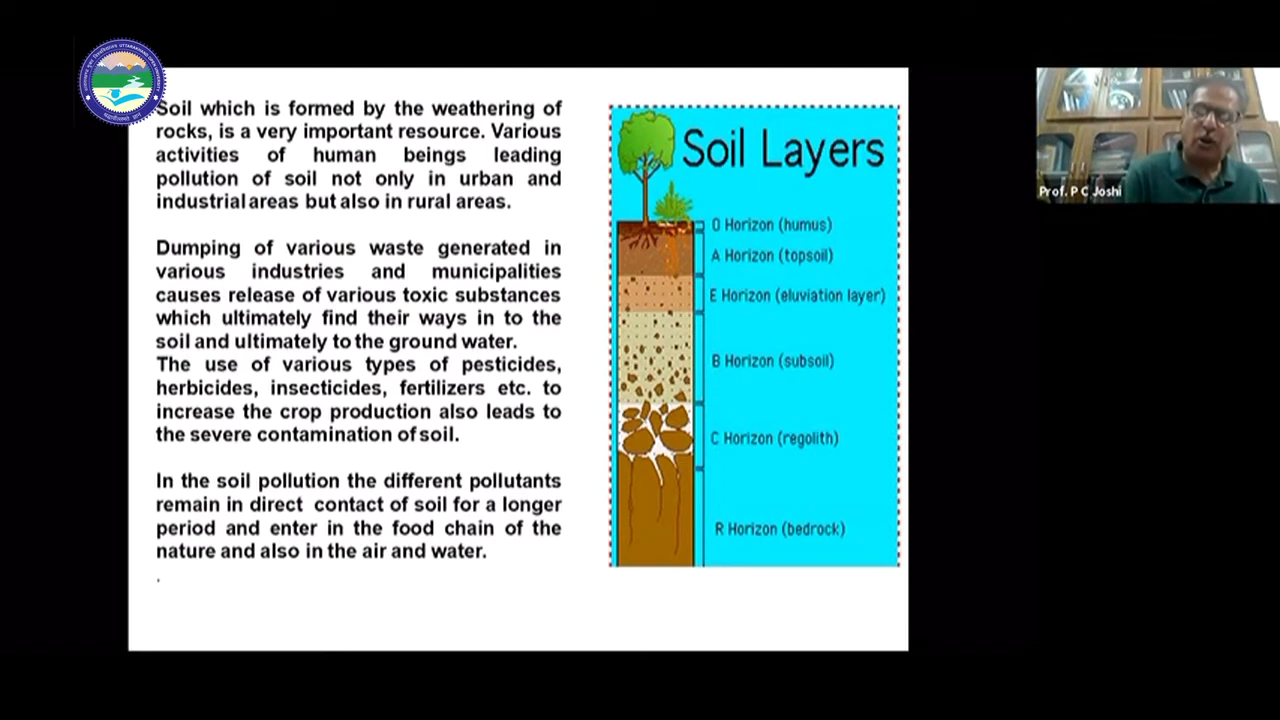 Soil which is formed by the weathering of
rocks, is a very important resource. Various
activities of human beings leading
pollution of soil not only in urban and
industrial areas but also in rural areas.
Dumping of various waste generated in
various industries and municipalities
causes release of various toxic substances
which ultimately find their ways in to the
soil and ultimately to the ground water.
The use of various types of pesticides,
herbicides, insecticides, fertilizers etc. to
increase the crop production also leads to
the severe contamination of soil.
In the soil pollution the different pollutants
remain in direct contact of soil for a longer
period and enter in the food chain of the
nature and also in the air and water.
.
Soil Layers
O Horizon (humus)
A Horizon (topsoil)
E Horizon (eluviation layer)
B Horizon (subsoil)
C Horizon (regolith)
R Horizon (bedrock)
Prof. P C Joshi